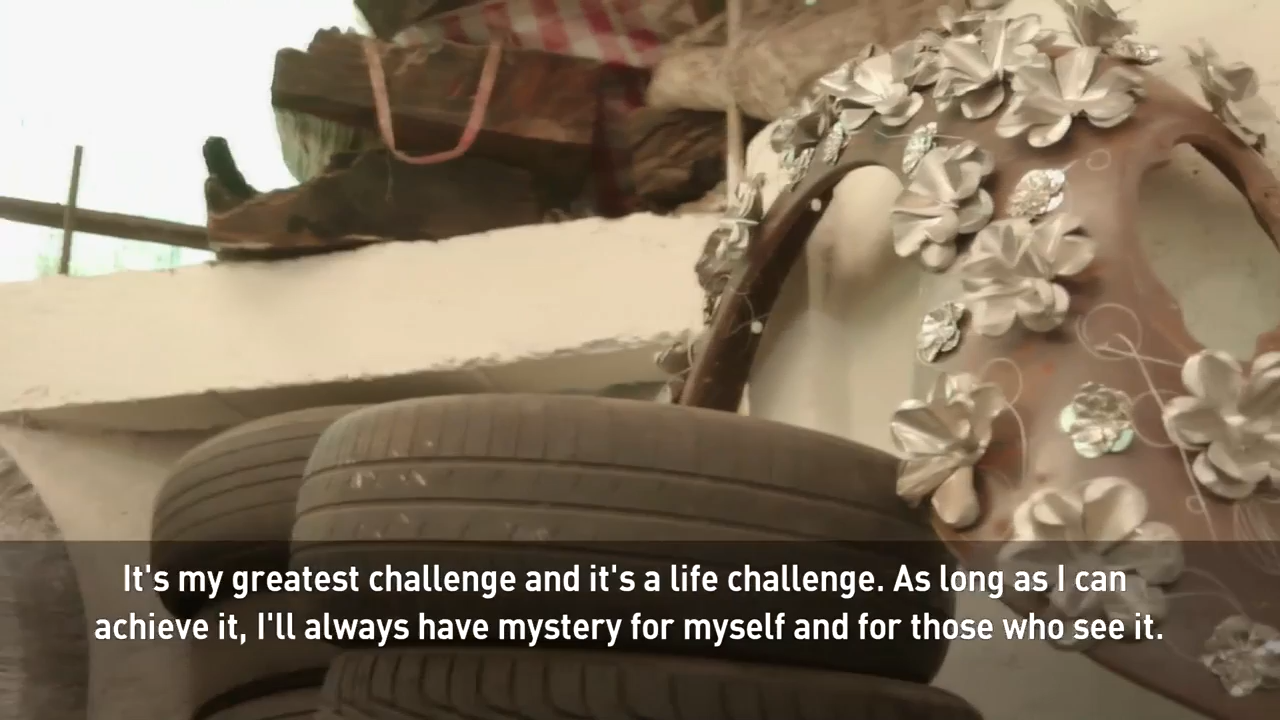 It's my greatest challenge and it's a life challenge. As long as I can
achieve it, I'll always have mystery for myself and for those who see it.